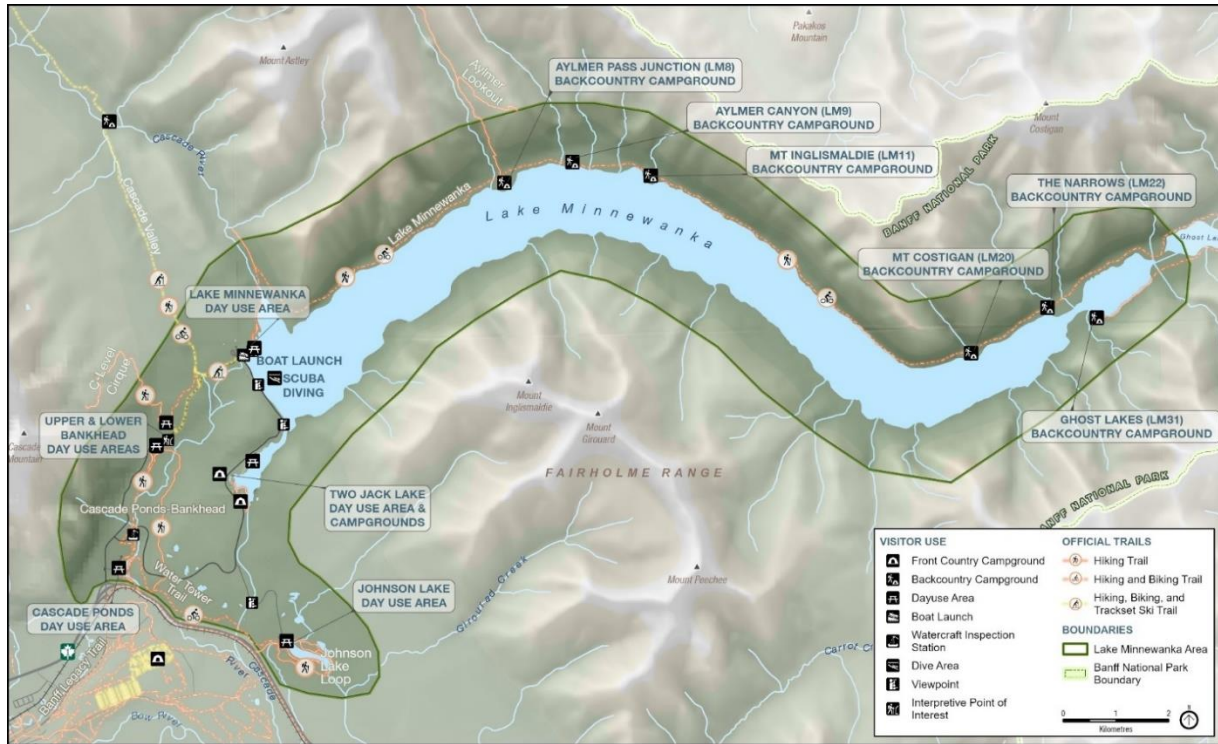 Mount Astley
Pakakos
Mountain
Aylmer
Lookout
AYLMER PASS JUNCTION (LM8)
BACKCOUNTRY CAMPGROUND
AYLMER CANYON (LM9)
BACKCOUNTRY CAMPGROUND
MT INGLISMALDIE (LM11)
BACKCOUNTRY CAMPGROUND
Mount
Costigan
BANFF NATIONAL PARK
THE NARROWS (LM22)
BACKCOUNTRY CAMPGROUND
Ghost Lakes
MT COSTIGAN (LM20)
BACKCOUNTRY CAMPGROUND
Cascade River
Cascade
Valley
Lake Minnewanka
Lake Minnewanka
LAKE MINNEWANKA
DAY USE AREA
BOAT LAUNCH
SCUBA
DIVING
C-Level
Cirque
UPPER & LOWER
BANKHEAD
DAY USE AREAS
Cascade
Mountain
Mount
Inglismaldie
Mount
Girouard
FAIRHOLME RANGE
GHOST LAKES (LM31)
BACKCOUNTRY CAMPGROUND
BANFF NATIONAL PARK
TWO JACK LAKE
DAY USE AREA &
CAMPGROUNDS
Cascade Ponds-Bankhead
Water Tower
Trail
Mount Peechee
JOHNSON LAKE
DAY USE AREA
Girouard Creek
CASCADE PONDS
DAY USE AREA
Johnson
Lake
Loop
Banff Legacy Trail
River
Cascade
Bow River
VISITOR USE
Front Country Campground
Backcountry Campground
Dayuse Area
Boat Launch
Watercraft Inspection
Station
Dive Area
Viewpoint
Interpretive Point of
Interest
OFFICIAL TRAILS
Hiking Trail
Hiking and Biking Trail
Hiking, Biking, and
Trackset Ski Trail
BOUNDARIES
Lake Minnewanka Area
Banff National Park
Boundary
0 1 2
Kilometres